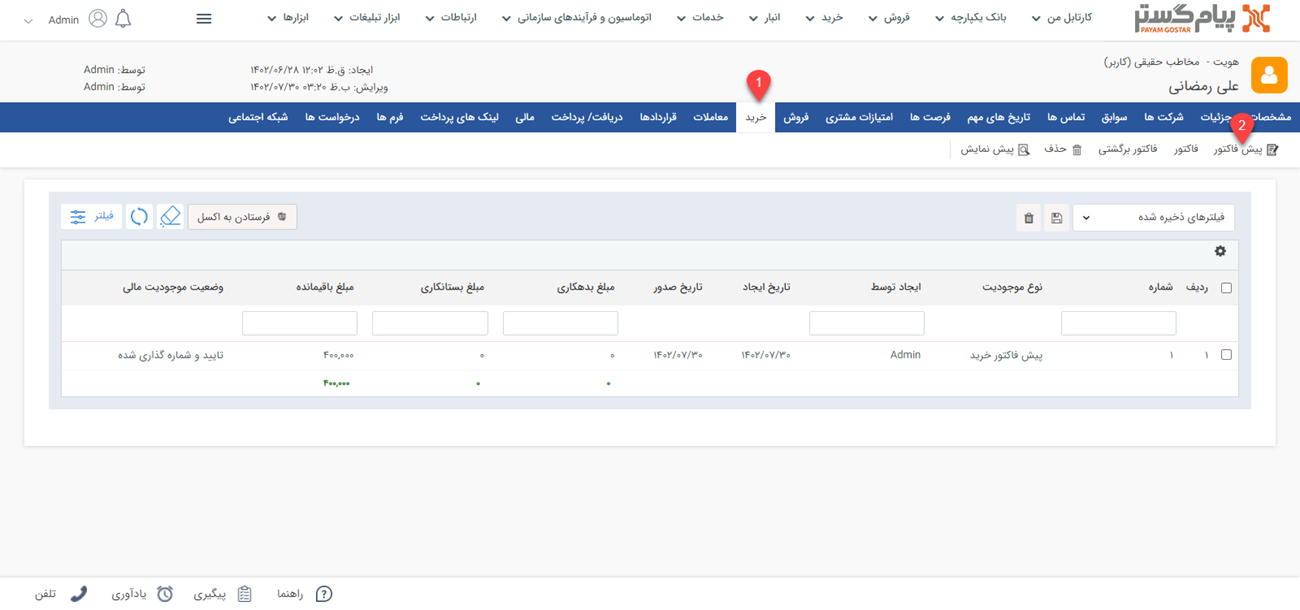 پیام گستر
PAYAM GOSTAR
کارتابل من
بانک یکپارچه
فروش
خرید
انبار
خدمات
اتوماسیون و فرآیندهای سازمانی
ارتباطات
ابزار تبلیغات
ابزارها
Admin
هویت - مخاطب حقیقی (کاربر)
علی رمضانی
ایجاد: ق.ظ ۱۲:۰۲ ۱۴۰۲/۰۶/۲۸ توسط: Admin
ویرایش: ب.ظ ۰۳:۲۰ ۱۴۰۲/۰۷/۳۰ توسط: Admin
1
2
مشخصات جزئیات شرکت ها سوابق تماس ها تاریخ های مهم فرصت ها امتیازات مشتری فروش خرید معاملات قراردادها دریافت/ پرداخت مالی لینک های پرداخت فرم ها درخواست ها شبکه اجتماعی
پیش فاکتور فاکتور فاکتور برگشتی حذف پیش نمایش
فیلترهای ذخیره شده فرستادن به اکسل فیلتر
ردیف شماره نوع موجودیت ایجاد توسط تاریخ ایجاد تاریخ صدور مبلغ بدهکاری مبلغ بستانکاری مبلغ باقیمانده وضعیت موجودیت مالی
۱ ۱ پیش فاکتور خرید Admin ۱۴۰۲/۰۷/۳۰ ۱۴۰۲/۰۷/۳۰ ۰ ۰ ۴۰۰,۰۰۰ تایید و شماره گذاری شده
۰ ۰ ۴۰۰,۰۰۰
راهنما پیگیری یادآوری تلفن